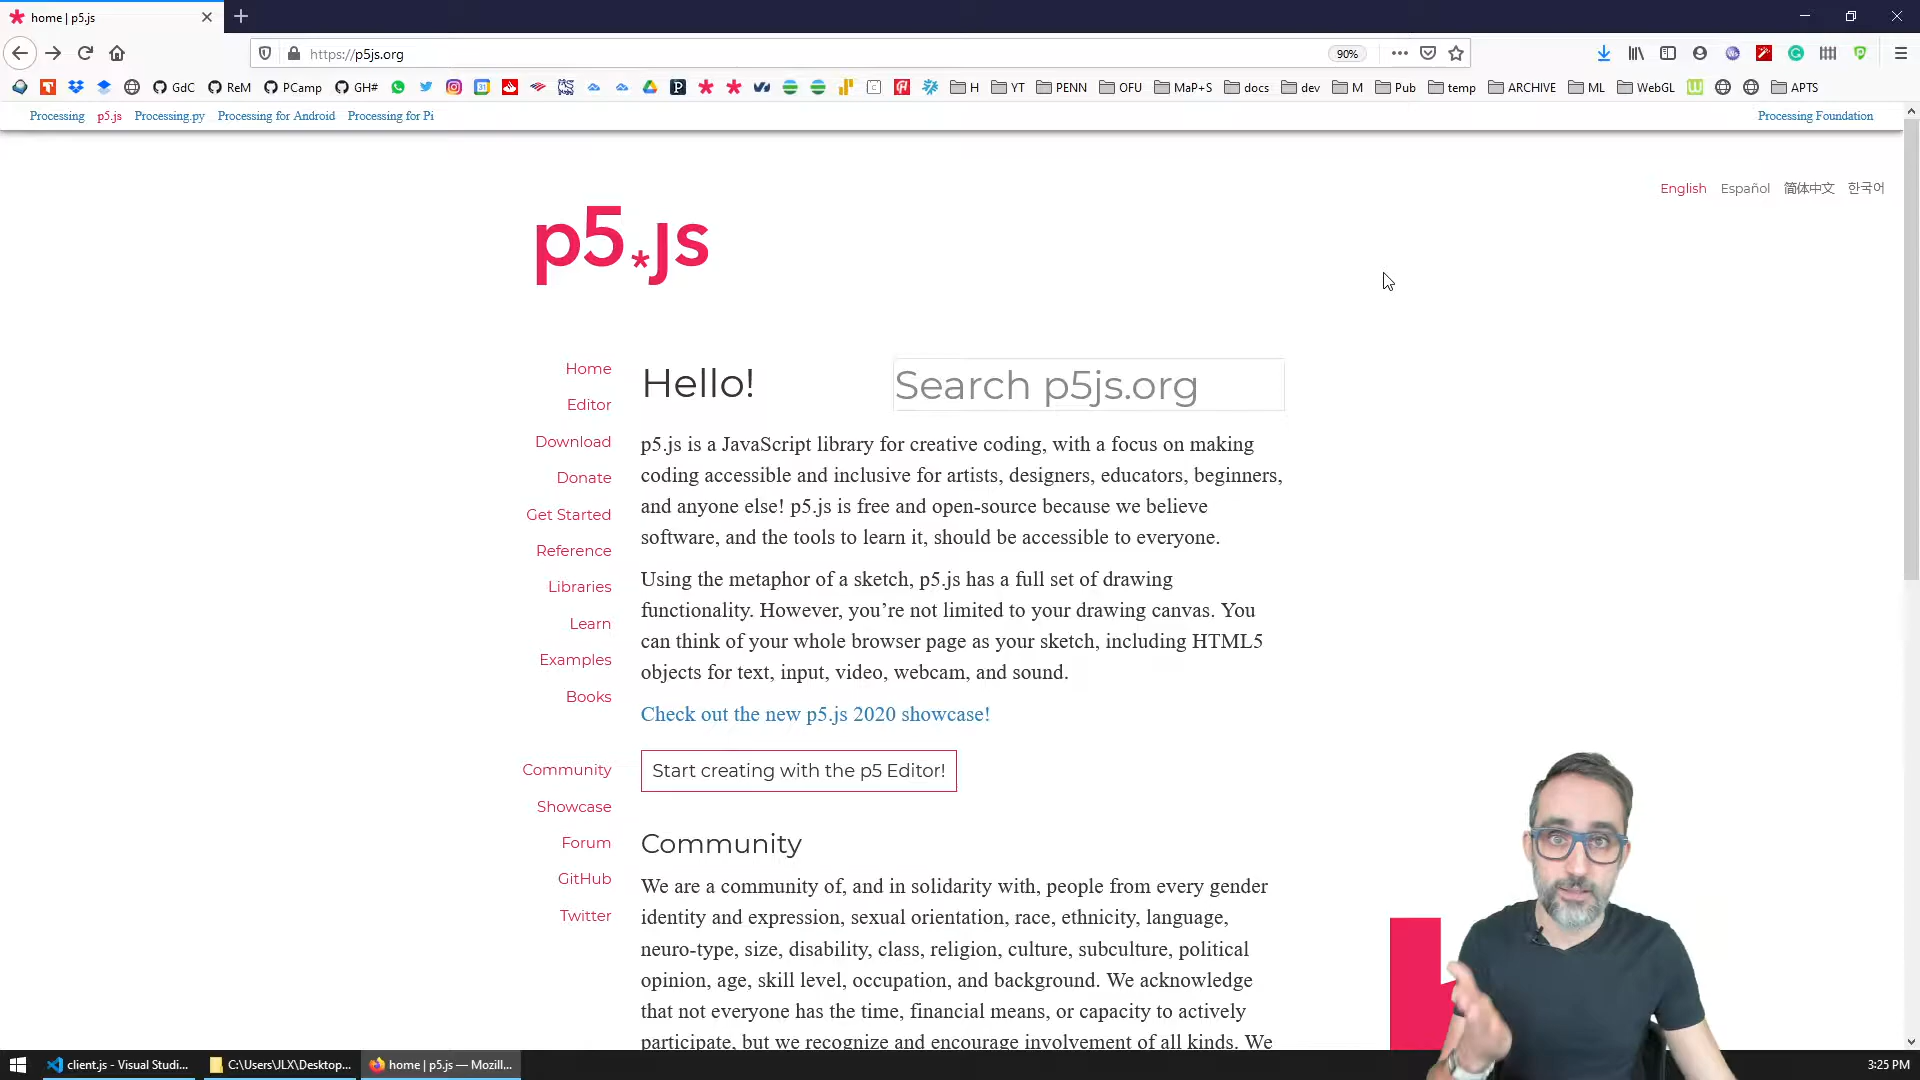 home | p5.js
https://p5js.org
90%
GdC
ReM
PCamp
GH#
H
YT
PENN
OFU
MaP+S
docs
dev
M
Pub
temp
ARCHIVE
ML
WebGL
APTS
Processing
p5.js
Processing.py
Processing for Android
Processing for Pi
Processing Foundation
English
Español
简体中文
한국어
p5*js
Home
Editor
Download
Donate
Get Started
Reference
Libraries
Learn
Examples
Books
Community
Showcase
Forum
GitHub
Twitter
Hello!
Search p5js.org
p5.js is a JavaScript library for creative coding, with a focus on making
coding accessible and inclusive for artists, designers, educators, beginners,
and anyone else! p5.js is free and open-source because we believe
software, and the tools to learn it, should be accessible to everyone.
Using the metaphor of a sketch, p5.js has a full set of drawing
functionality. However, you’re not limited to your drawing canvas. You
can think of your whole browser page as your sketch, including HTML5
objects for text, input, video, webcam, and sound.
Check out the new p5.js 2020 showcase!
Start creating with the p5 Editor!
Community
We are a community of, and in solidarity with, people from every gender
identity and expression, sexual orientation, race, ethnicity, language,
neuro-type, size, disability, class, religion, culture, subculture, political
opinion, age, skill level, occupation, and background. We acknowledge
that not everyone has the time, financial means, or capacity to actively
participate, but we recognize and encourage involvement of all kinds. We
client.js - Visual Studi...
C:\Users\JLX\Desktop...
home | p5.js — Mozill...
3:25 PM